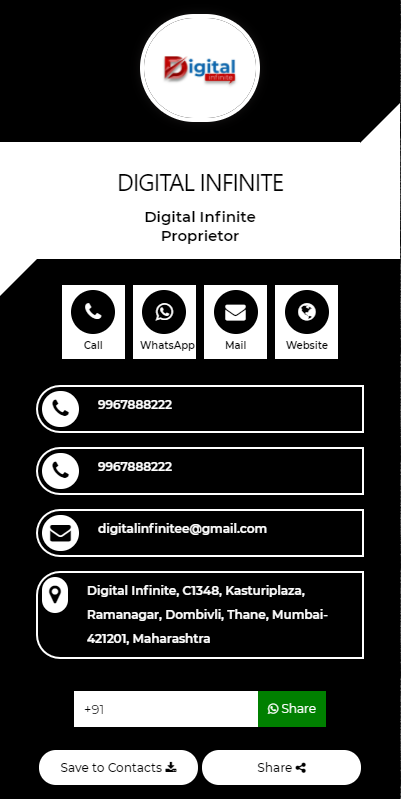 Digital
Infinite
DIGITAL INFINITE
Digital Infinite
Proprietor
Call WhatsApp Mail Website
9967888222
9967888222
digitalinfinitee@gmail.com
Digital Infinite, C1348, Kasturiplaza,
Ramanagar, Dombivli, Thane, Mumbai-
421201, Maharashtra
+91 Share
Save to Contacts Share